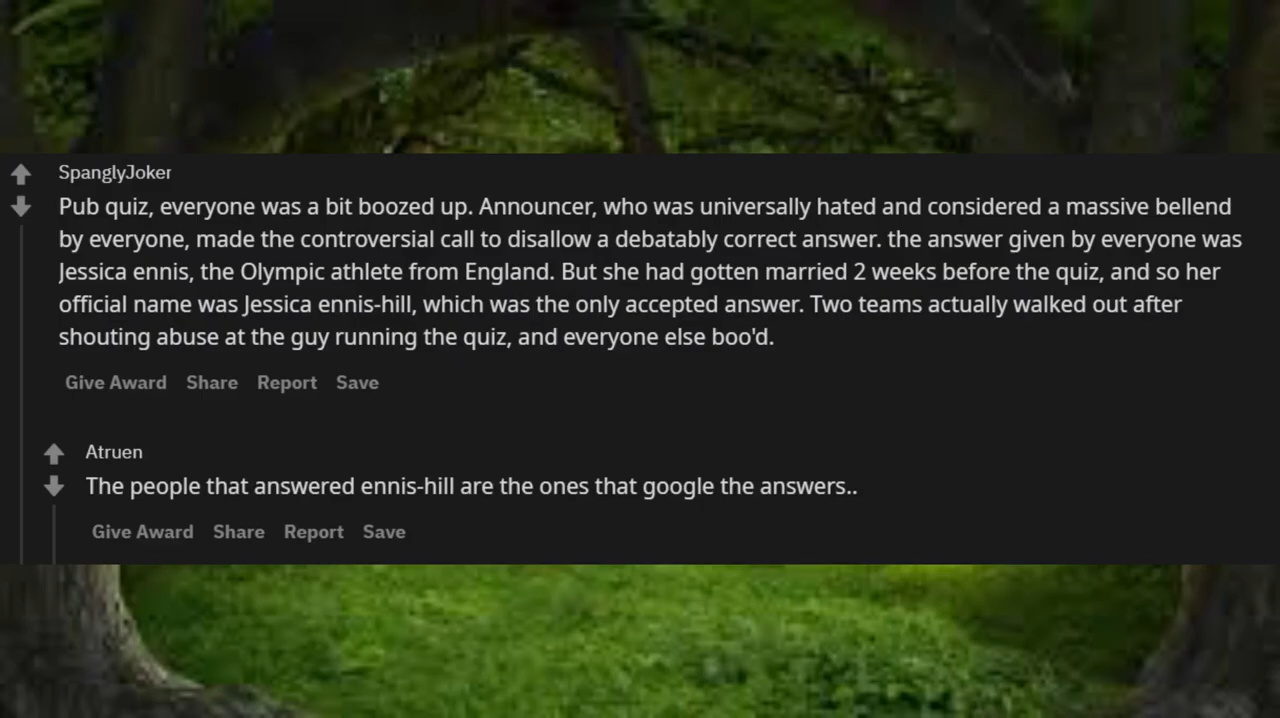 SpanglyJoker
Pub quiz, everyone was a bit boozed up. Announcer, who was universally hated and considered a massive bellend
by everyone, made the controversial call to disallow a debatably correct answer. the answer given by everyone was
Jessica ennis, the Olympic athlete from England. But she had gotten married 2 weeks before the quiz, and so her
official name was Jessica ennis-hill, which was the only accepted answer. Two teams actually walked out after
shouting abuse at the guy running the quiz, and everyone else boo'd.
Give Award Share Report Save
Atruen
The people that answered ennis-hill are the ones that google the answers..
Give Award Share Report Save